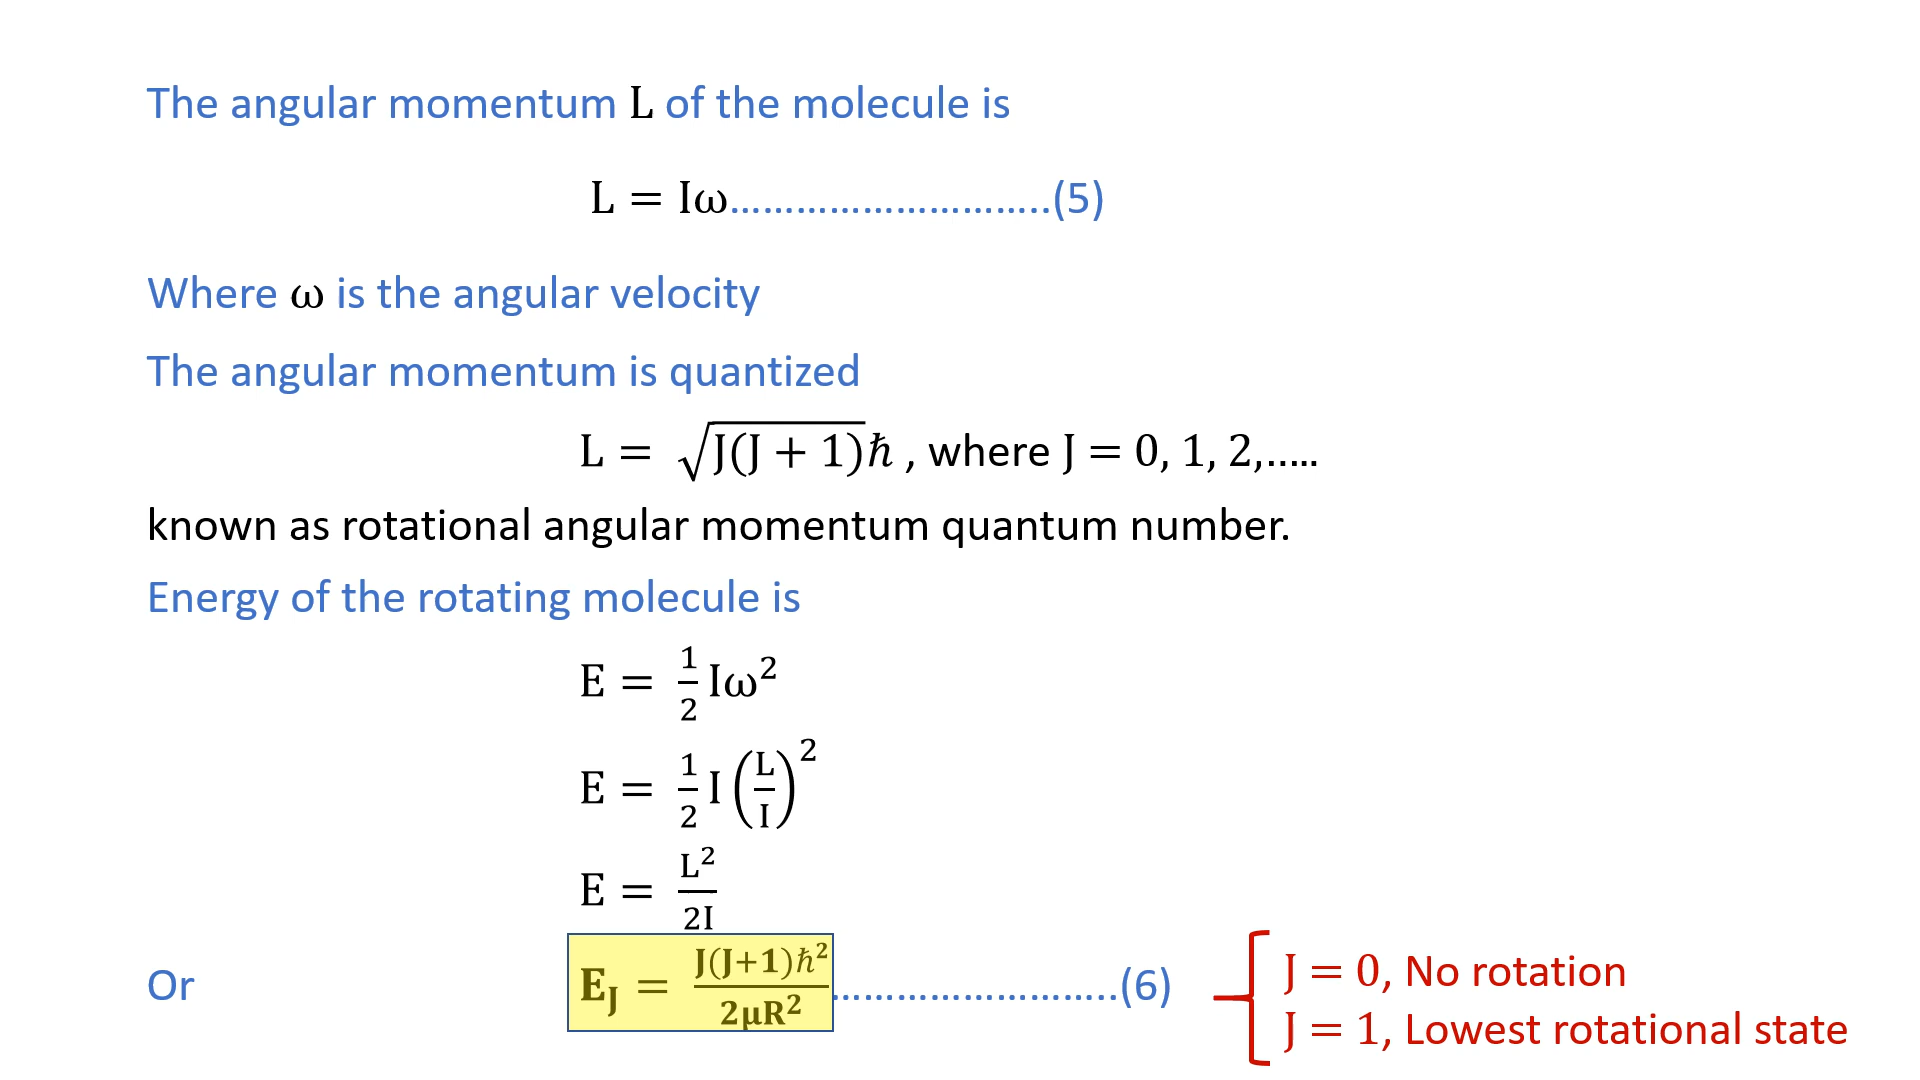 The angular momentum L of the molecule is
L = Iω…………………………..(5)
Where ω is the angular velocity
The angular momentum is quantized
L = √J(J + 1)ℏ , where J = 0, 1, 2,…..
known as rotational angular momentum quantum number.
Energy of the rotating molecule is
E = 1/2 Iω²
E = 1/2 I (L/I)²
E = L²/2I
Or E_J = J(J+1)ℏ²/2μR² ……………………..(6)
J = 0, No rotation
J = 1, Lowest rotational state